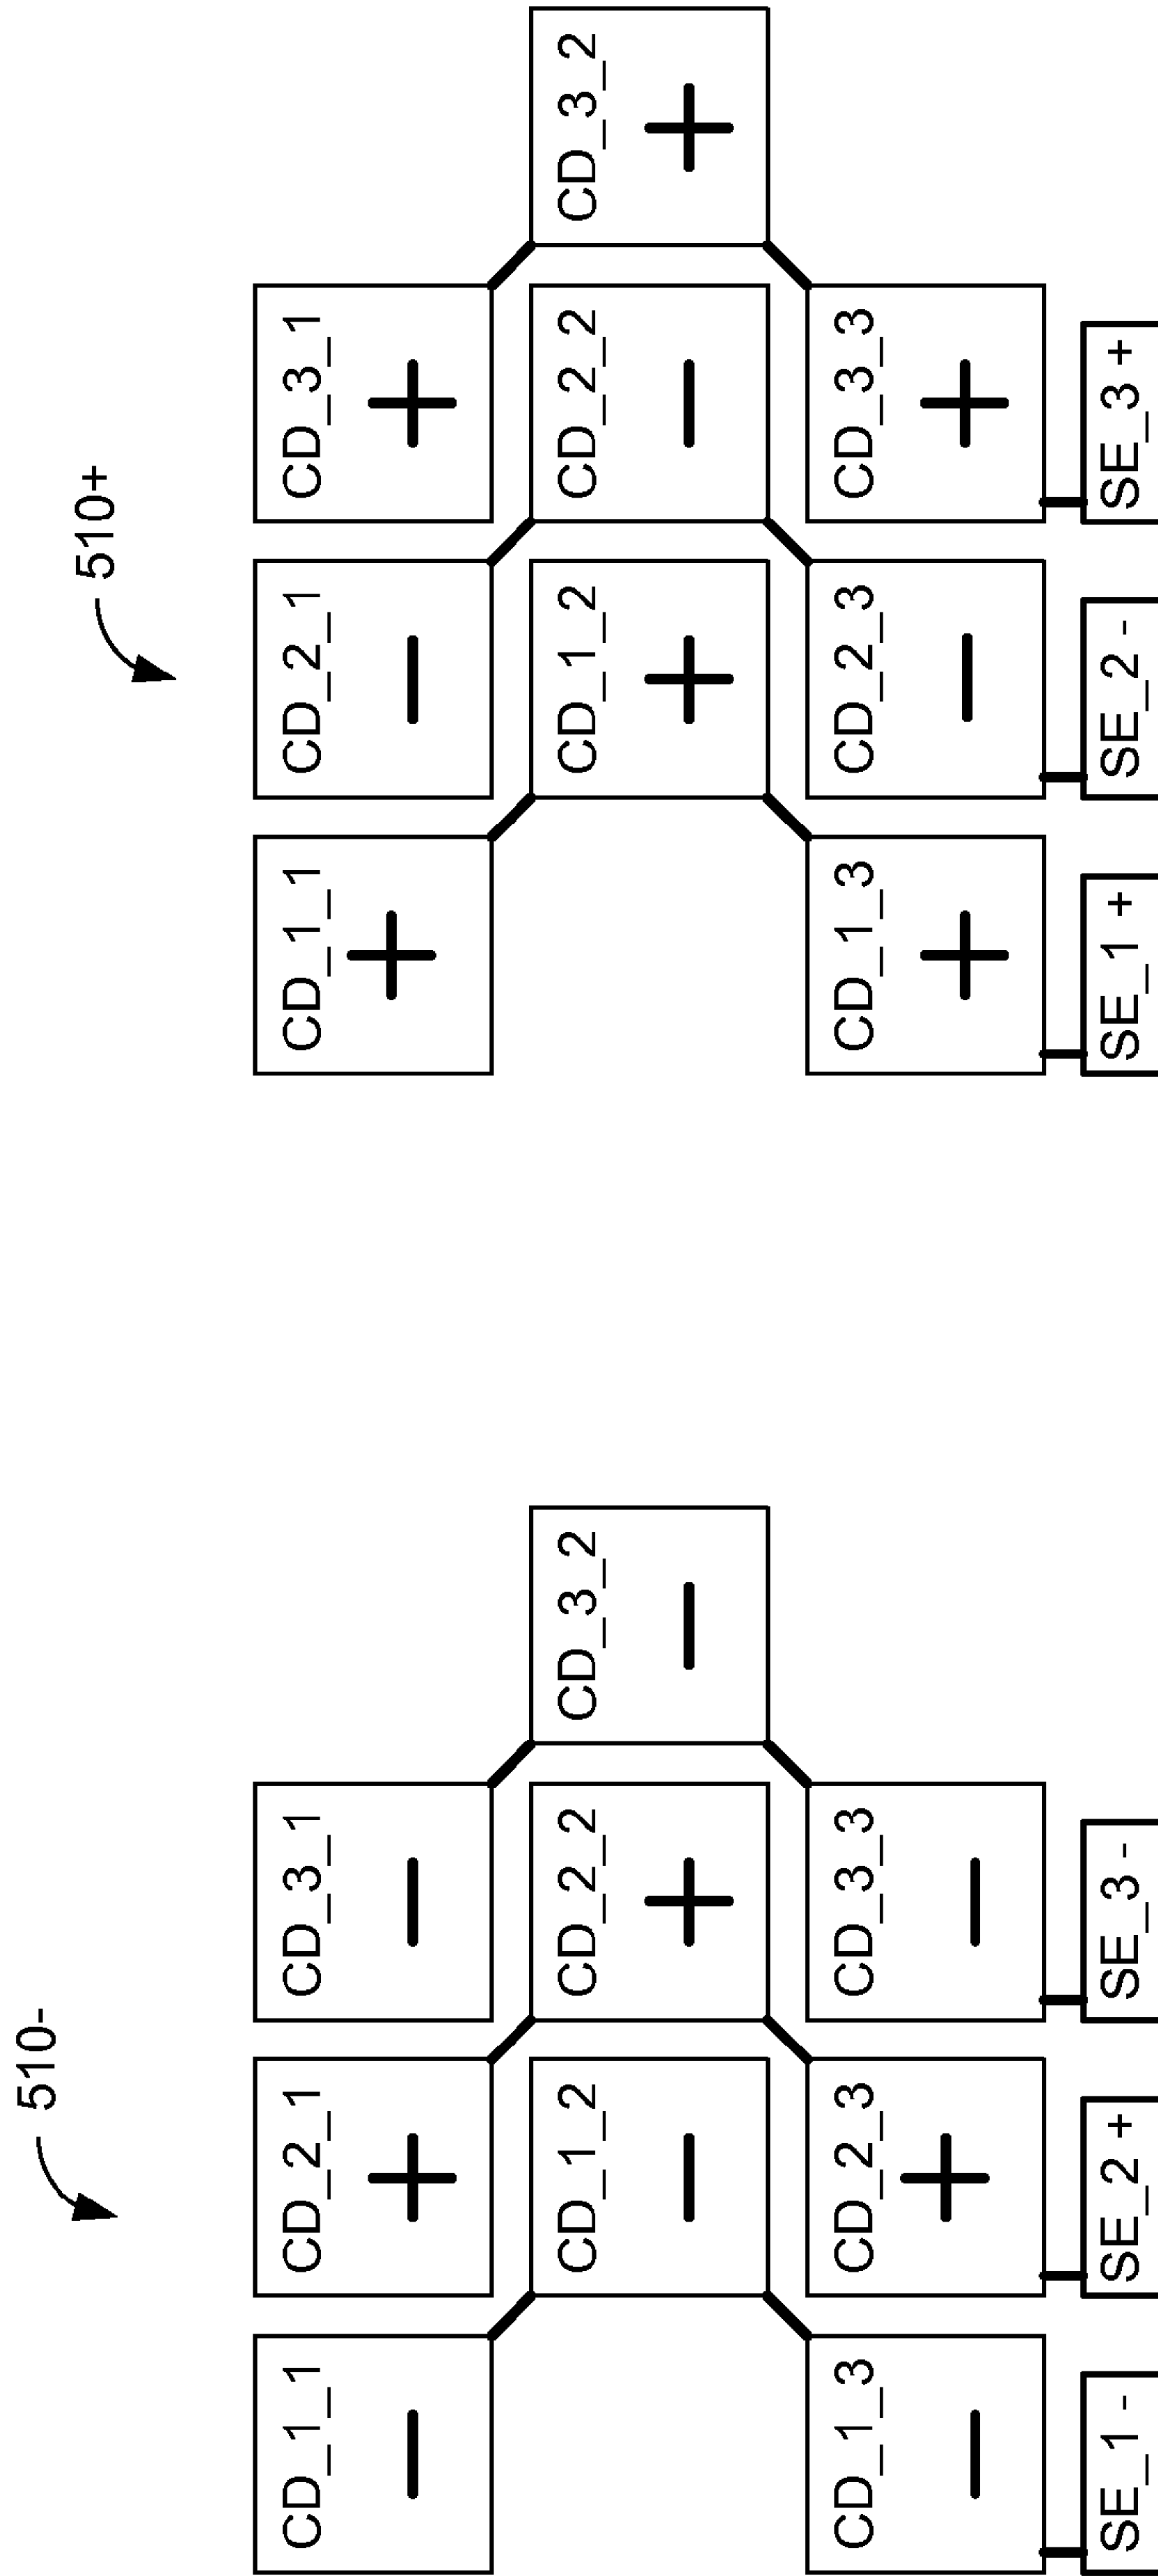 510-
510+
CD_1_1
−
CD_2_1
+
CD_3_1
−
CD_1_2
−
CD_2_2
+
CD_3_2
−
CD_1_3
−
CD_2_3
+
CD_3_3
−
SE_1 -
SE_2 +
SE_3 -
CD_1_1
+
CD_2_1
−
CD_3_1
+
CD_1_2
+
CD_2_2
−
CD_3_2
+
CD_1_3
+
CD_2_3
−
CD_3_3
+
SE_1 +
SE_2 -
SE_3 +